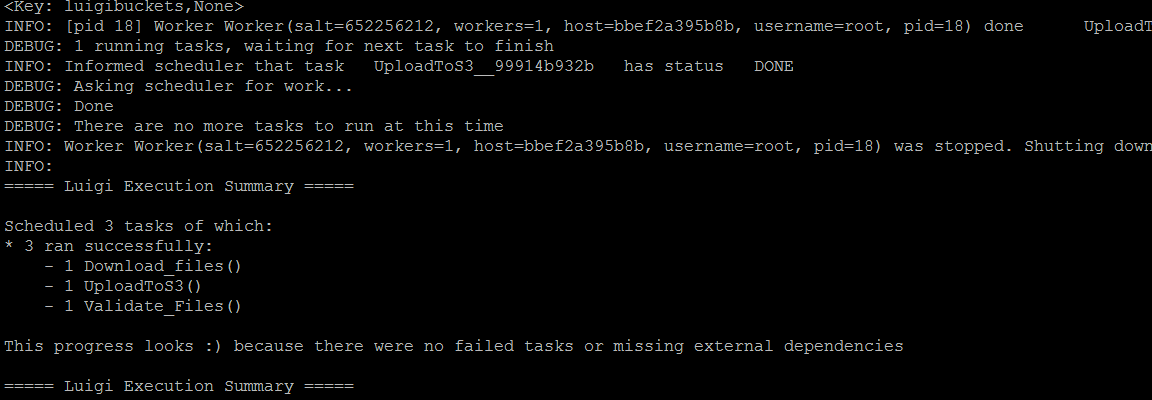 <Key: luigibuckets,None>
INFO: [pid 18] Worker Worker(salt=652256212, workers=1, host=bbef2a395b8b, username=root, pid=18) done      UploadT
DEBUG: 1 running tasks, waiting for next task to finish
INFO: Informed scheduler that task   UploadToS3__99914b932b   has status   DONE
DEBUG: Asking scheduler for work...
DEBUG: Done
DEBUG: There are no more tasks to run at this time
INFO: Worker Worker(salt=652256212, workers=1, host=bbef2a395b8b, username=root, pid=18) was stopped. Shutting down
INFO:
===== Luigi Execution Summary =====

Scheduled 3 tasks of which:
* 3 ran successfully:
    - 1 Download_files()
    - 1 UploadToS3()
    - 1 Validate_Files()

This progress looks :) because there were no failed tasks or missing external dependencies

===== Luigi Execution Summary =====